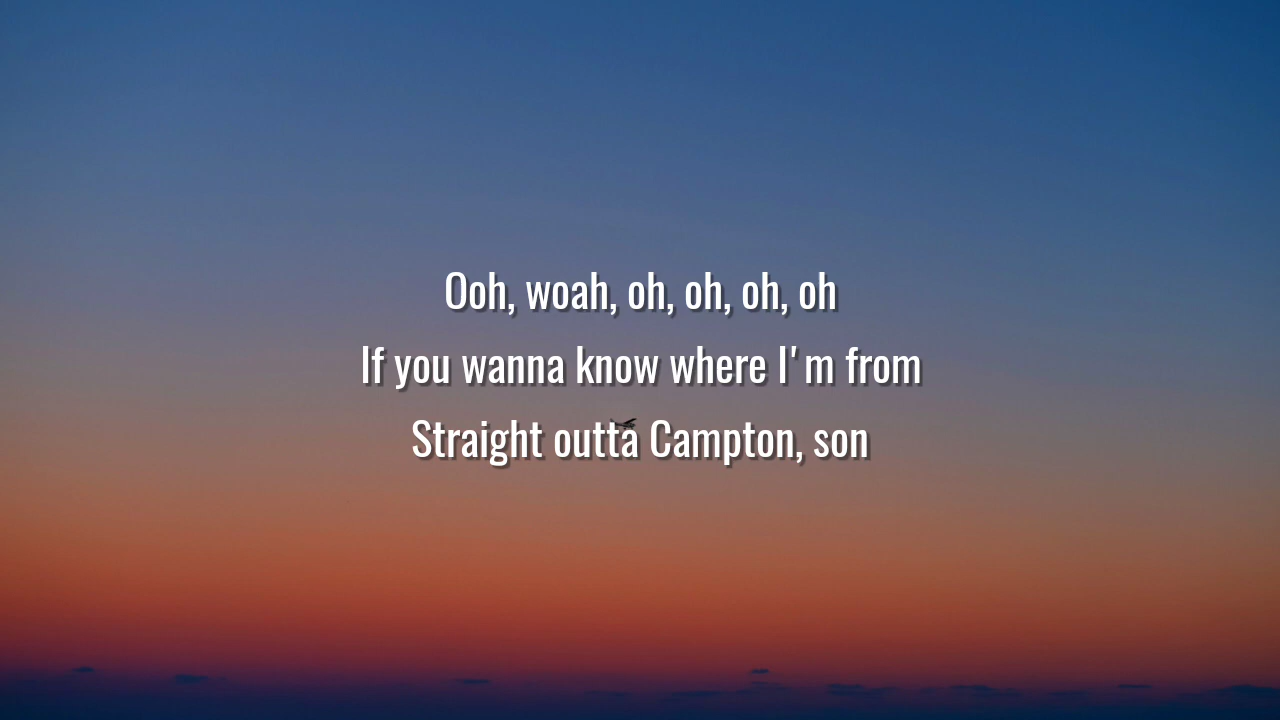 Ooh, woah, oh, oh, oh, oh
If you wanna know where I'm from
Straight outta Campton, son